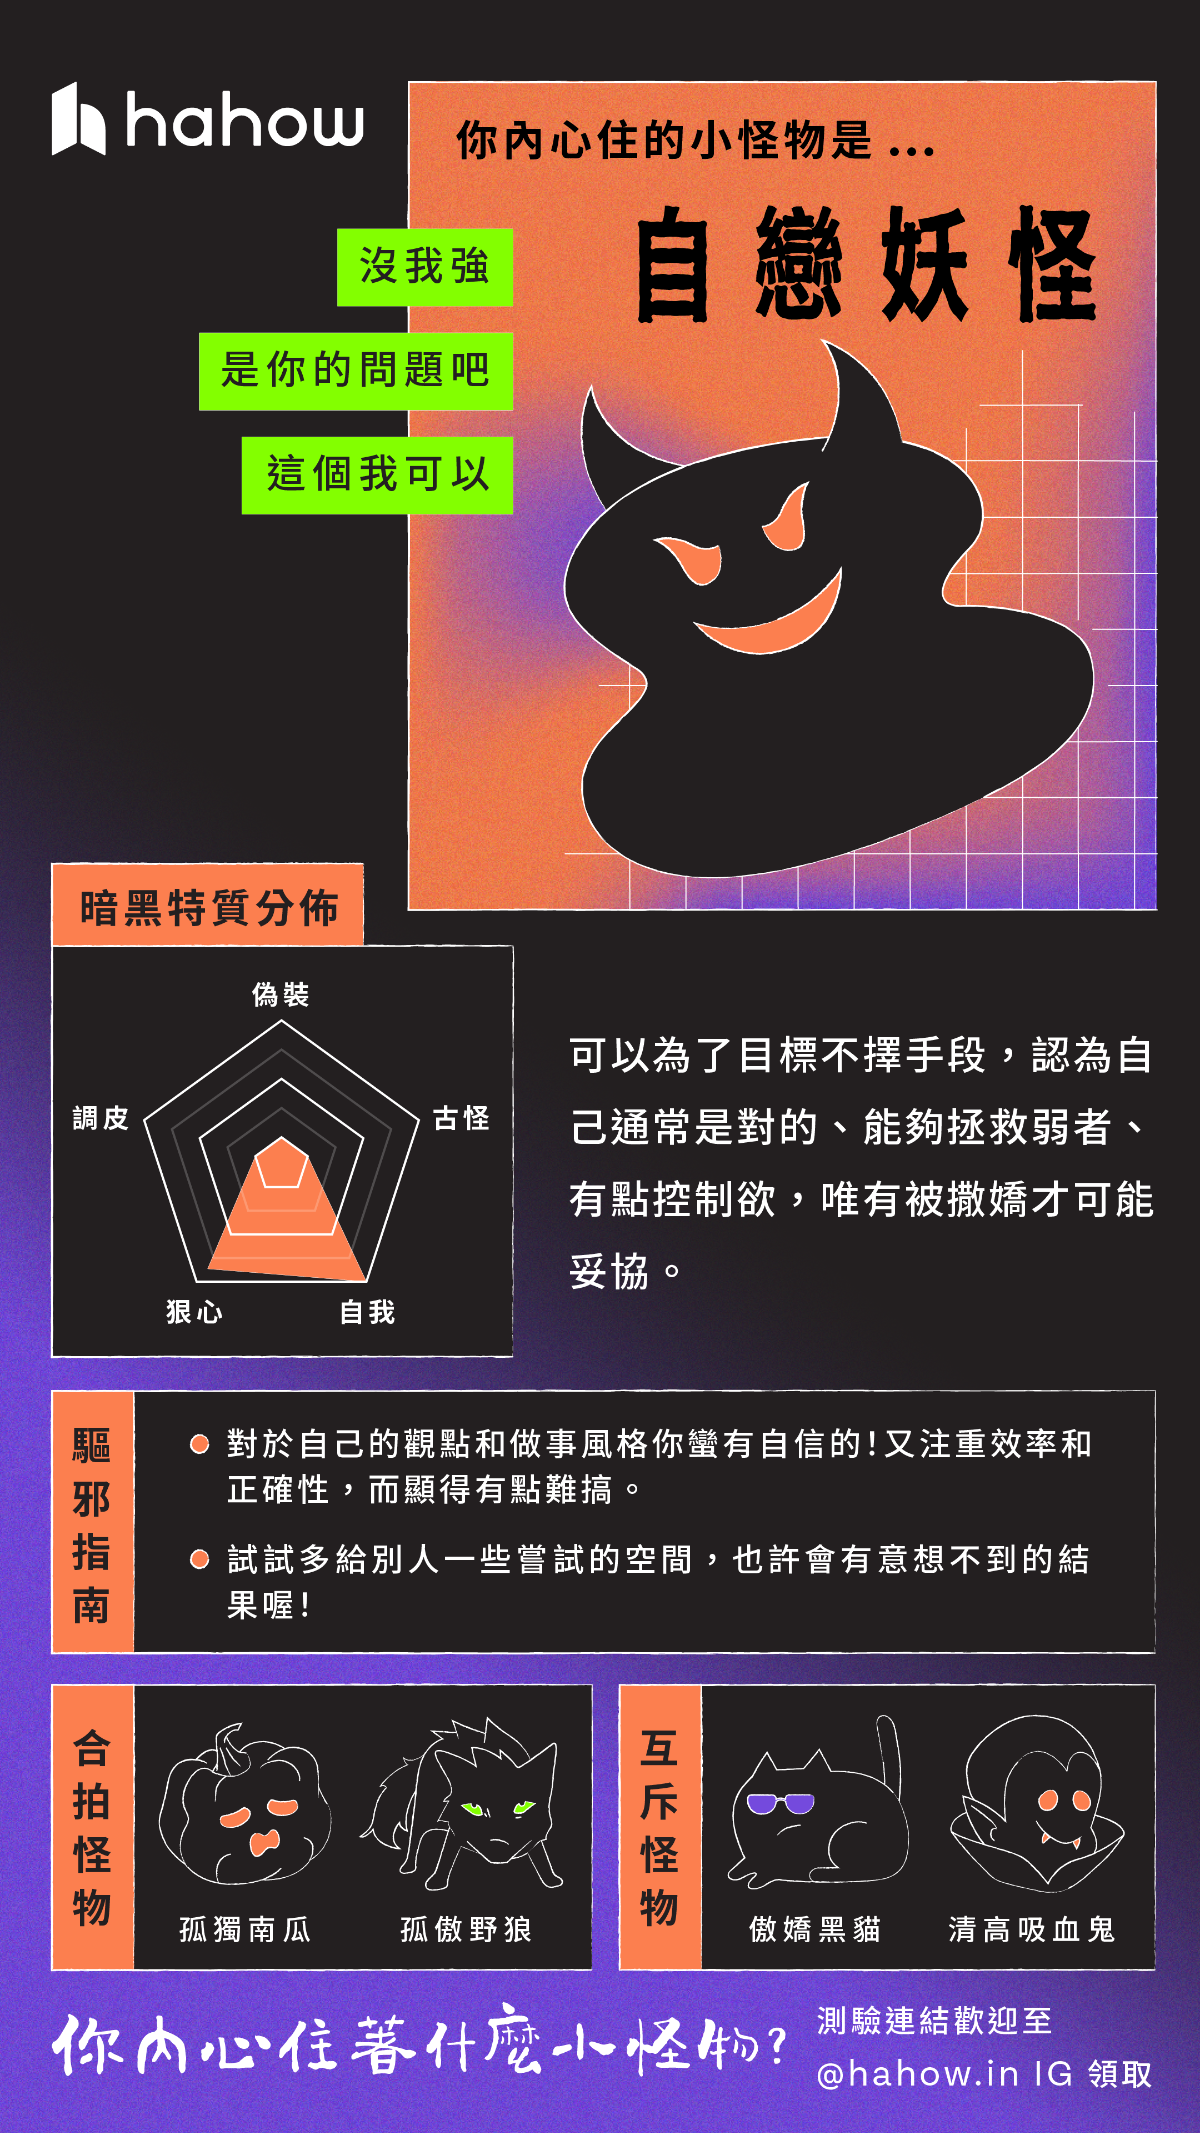 hahow
你內心住的小怪物是 ...
自戀妖怪
沒我強
是你的問題吧
這個我可以
暗黑特質分佈
偽裝
調皮
古怪
狠心
自我
可以為了目標不擇手段，認為自
己通常是對的、能夠拯救弱者、
有點控制欲，唯有被撒嬌才可能
妥協。
驅邪指南
對於自己的觀點和做事風格你蠻有自信的！又注重效率和
正確性，而顯得有點難搞。
試試多給別人一些嘗試的空間，也許會有意想不到的結
果喔！
合拍怪物
孤獨南瓜
孤傲野狼
互斥怪物
傲嬌黑貓
清高吸血鬼
你內心住著什麼小怪物?
測驗連結歡迎至
@hahow.in IG 領取